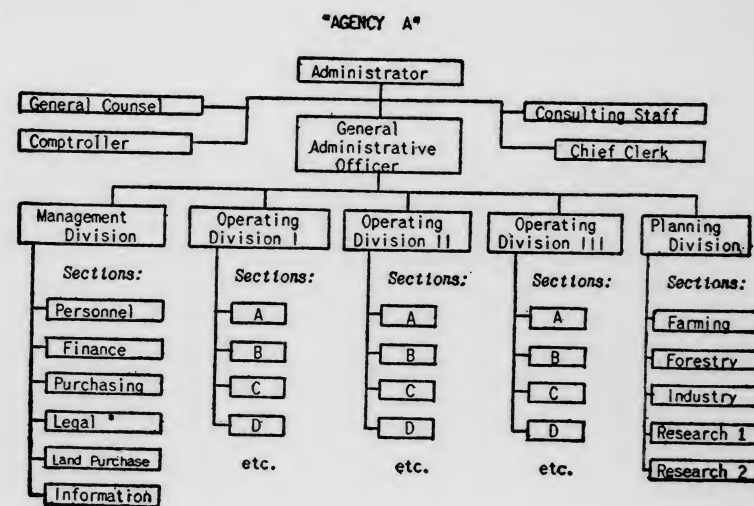 "AGENCY A"
Administrator
General Counsel
Consulting Staff
Comptroller
General
Administrative
Officer
Chief Clerk
Management
Division
Operating
Division I
Operating
Division II
Operating
Division III
Planning
Division
Sections:
Sections:
Sections:
Sections:
Sections:
Personnel
Finance
Purchasing
Legal *
Land Purchase
Information
A
B
C
D
etc.
A
B
C
D
etc.
A
B
C
D
etc.
Farming
Forestry
Industry
Research 1
Research 2